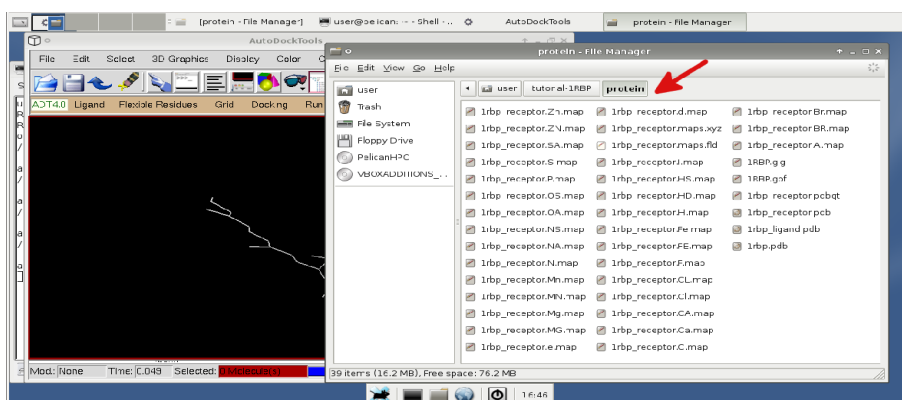 [protein - File Manager] user@pelican: ~ - Shell - .. AutoDockTools protein - File Manager
AutoDockTools
File Edit Select 3D Graphics Display Color
ADT4.0 Ligand Flexible Residues Grid Docking Run
Mod.: None Time: 0.049 Selected: 0 Molecule(s)
protein - File Manager
File Edit View Go Help
user tutorial-1RBP protein
user
Trash
File System
Floppy Drive
PelicanHPC
VBOXADDITIONS_...
1rbp_receptor.Zn.map 1rbp_receptor.d.map 1rbp_receptor.Br.map
1rbp_receptor.ZN.map 1rbp_receptor.maps.xyz 1rbp_receptor.BR.map
1rbp_receptor.SA.map 1rbp_receptor.maps.fld 1rbp_receptor.A.map
1rbp_receptor.S.map 1rbp_receptor.I.map 1RBP.glg
1rbp_receptor.P.map 1rbp_receptor.HS.map 1RBP.gpf
1rbp_receptor.OS.map 1rbp_receptor.HD.map 1rbp_receptor.pdbqt
1rbp_receptor.OA.map 1rbp_receptor.H.map 1rbp_receptor.pdb
1rbp_receptor.NS.map 1rbp_receptor.Fe.map 1rbp_ligand.pdb
1rbp_receptor.NA.map 1rbp_receptor.FE.map 1rbp.pdb
1rbp_receptor.N.map 1rbp_receptor.F.map
1rbp_receptor.Mn.map 1rbp_receptor.CL.map
1rbp_receptor.MN.map 1rbp_receptor.Cl.map
1rbp_receptor.Mg.map 1rbp_receptor.CA.map
1rbp_receptor.MG.map 1rbp_receptor.Ca.map
1rbp_receptor.e.map 1rbp_receptor.C.map
39 items (16.2 MB), Free space: 76.2 MB
16:46